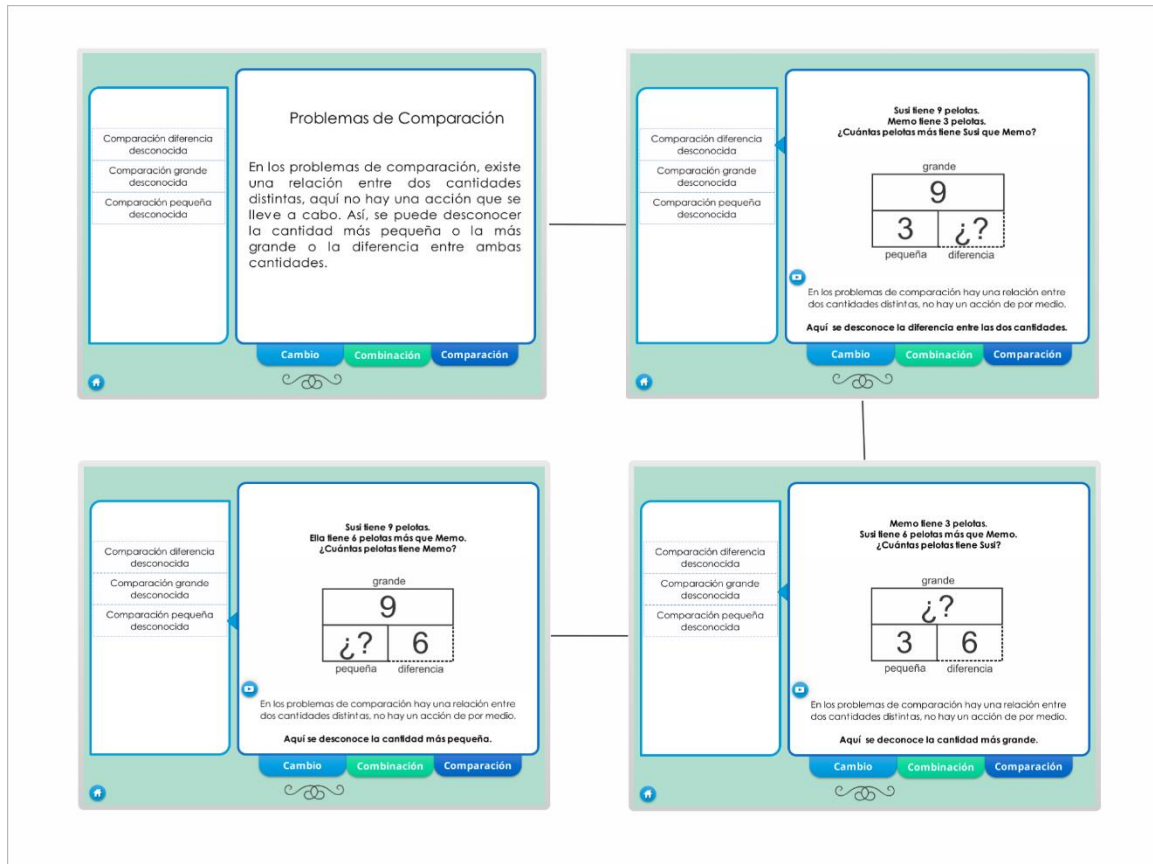 Comparación diferencia
desconocida
Comparación grande
desconocida
Comparación pequeña
desconocida
Problemas de Comparación
En los problemas de comparación, existe
una relación entre dos cantidades
distintas, aquí no hay una acción que se
lleve a cabo. Así, se puede desconocer
la cantidad más pequeña o la más
grande o la diferencia entre ambas
cantidades.
Cambio
Combinación
Comparación
Comparación diferencia
desconocida
Comparación grande
desconocida
Comparación pequeña
desconocida
Susi tiene 9 pelotas.
Memo tiene 3 pelotas.
¿Cuántas pelotas más tiene Susi que Memo?
grande
9
3 ¿?
pequeña diferencia
En los problemas de comparación hay una relación entre
dos cantidades distintas, no hay un acción de por medio.
Aquí se desconoce la diferencia entre las dos cantidades.
Cambio
Combinación
Comparación
Comparación diferencia
desconocida
Comparación grande
desconocida
Comparación pequeña
desconocida
Susi tiene 9 pelotas.
Ella tiene 6 pelotas más que Memo.
¿Cuántas pelotas tiene Memo?
grande
9
¿? 6
pequeña diferencia
En los problemas de comparación hay una relación entre
dos cantidades distintas, no hay un acción de por medio.
Aquí se desconoce la cantidad más pequeña.
Cambio
Combinación
Comparación
Comparación diferencia
desconocida
Comparación grande
desconocida
Comparación pequeña
desconocida
Memo tiene 3 pelotas.
Susi tiene 6 pelotas más que Memo.
¿Cuántas pelotas tiene Susi?
grande
¿?
3 6
pequeña diferencia
En los problemas de comparación hay una relación entre
dos cantidades distintas, no hay un acción de por medio.
Aquí se deconoce la cantidad más grande.
Cambio
Combinación
Comparación